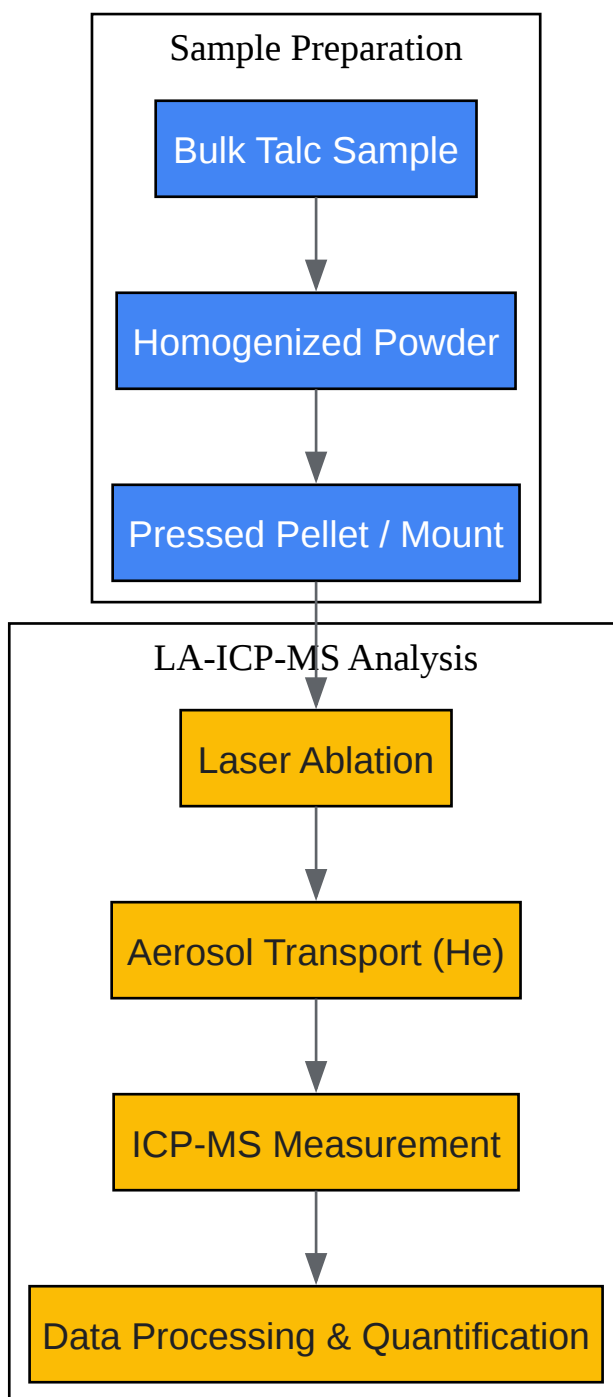 Sample Preparation
Bulk Talc Sample
Homogenized Powder
Pressed Pellet / Mount
LA-ICP-MS Analysis
Laser Ablation
Aerosol Transport (He)
ICP-MS Measurement
Data Processing & Quantification